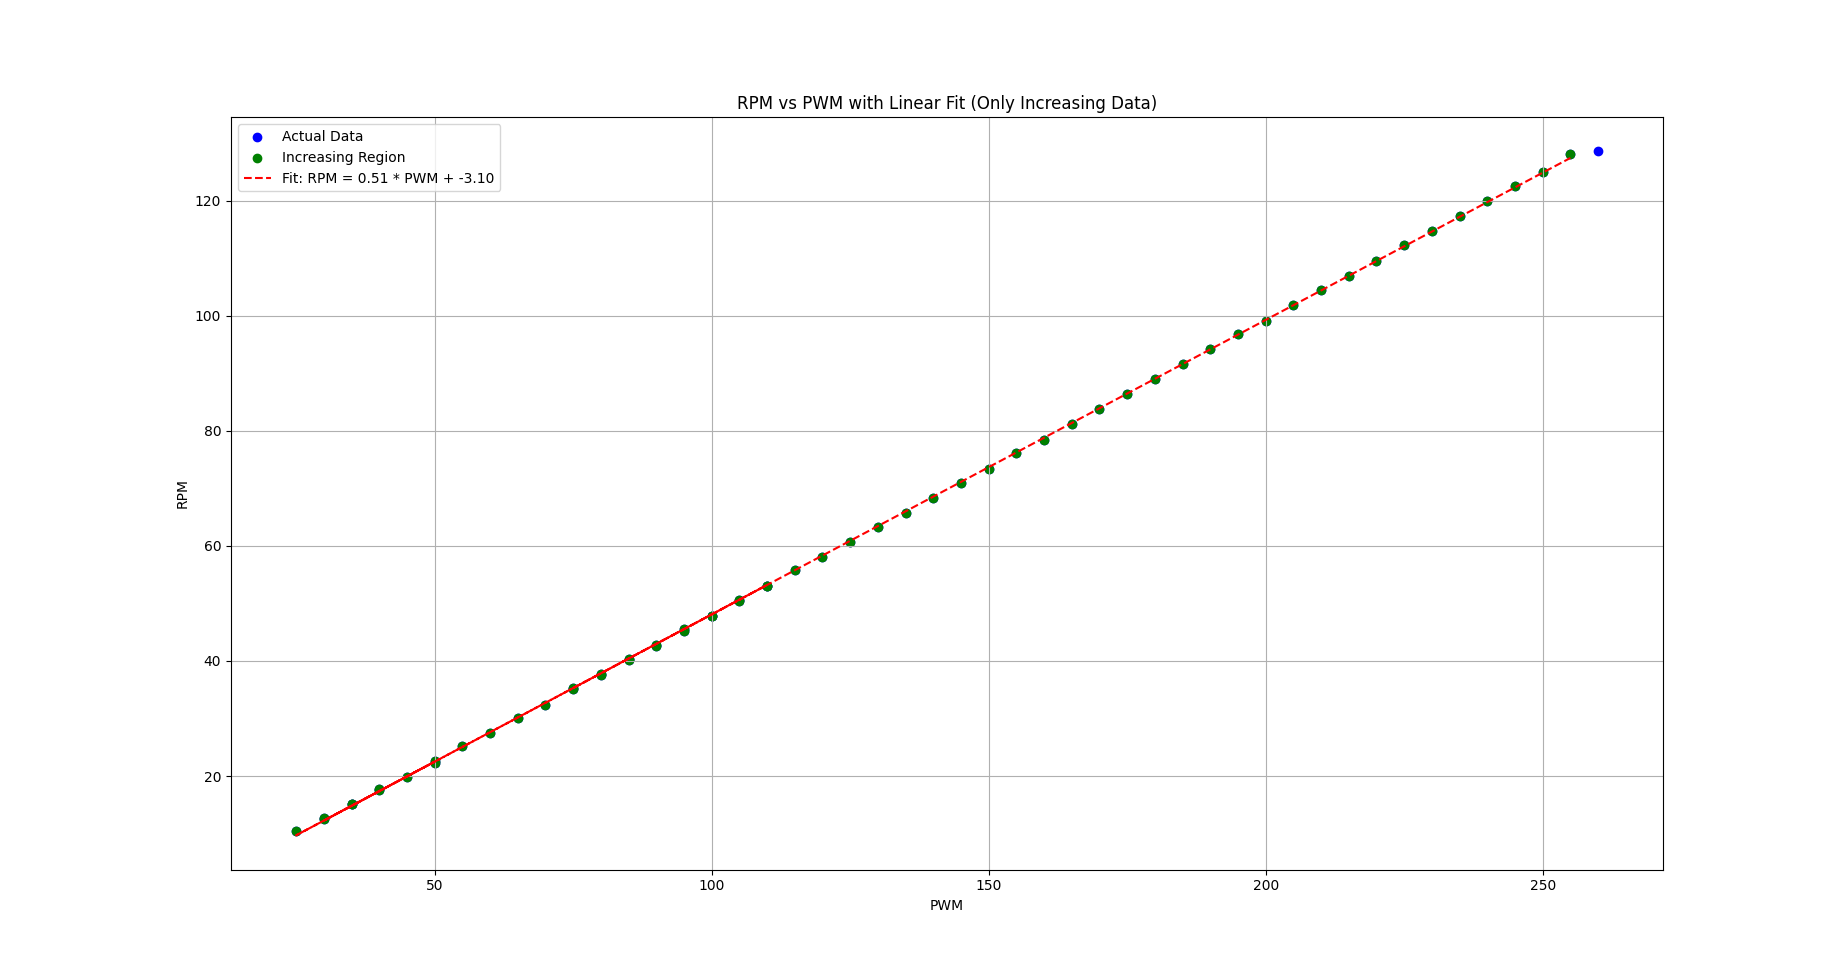 RPM vs PWM with Linear Fit (Only Increasing Data)
Actual Data
Increasing Region
Fit: RPM = 0.51 * PWM + -3.10
120
100
80
60
40
20
RPM
50
100
150
200
250
PWM